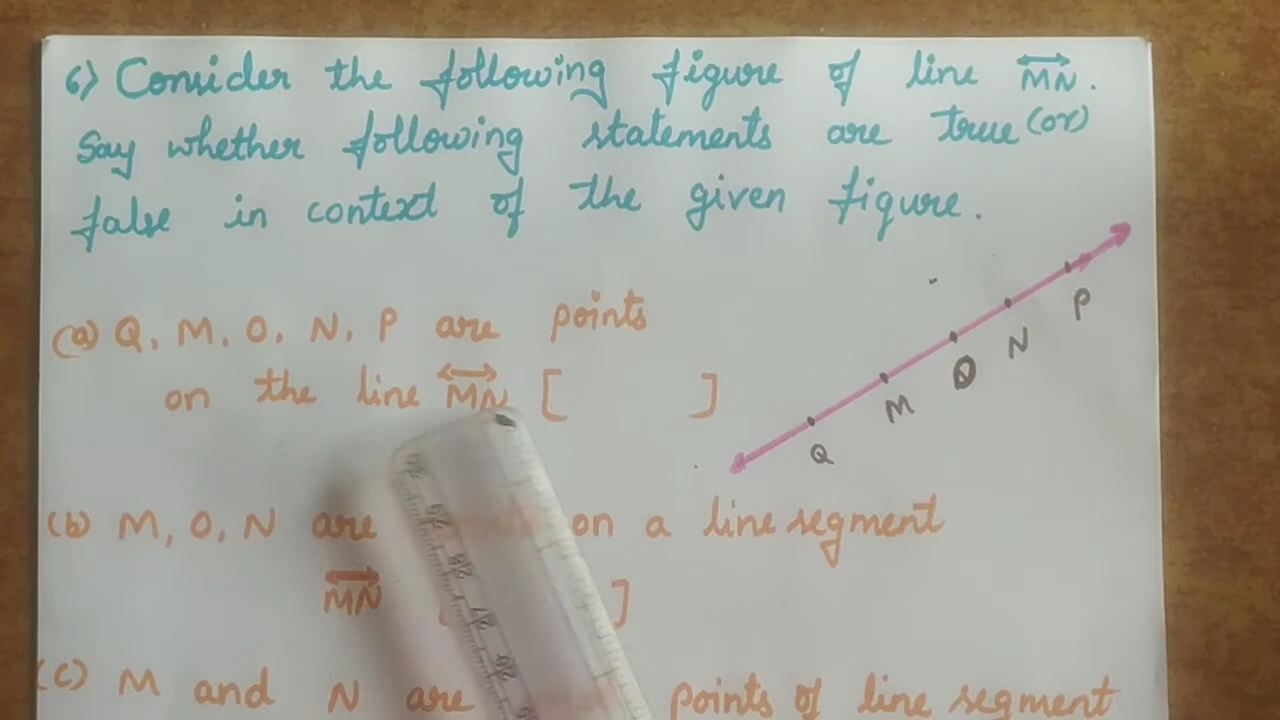 6) Consider the following figure of line MN.
Say whether following statements are true (or)
false in context of the given figure.
(a) Q, M, O, N, P are points
on the line MN [ ]
P
N
O
M
Q
(b) M, O, N are on a line segment
MN [ ]
(c) M and N are points of line segment